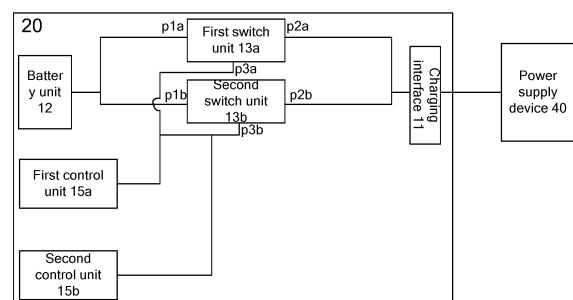 20
p1a
First switch
unit 13a
p2a
p3a
Batter
y unit
12
p1b
Second
switch unit
13b
p2b
p3b
Charging
interface 11
Power
supply
device 40
First control
unit 15a
Second
control unit
15b